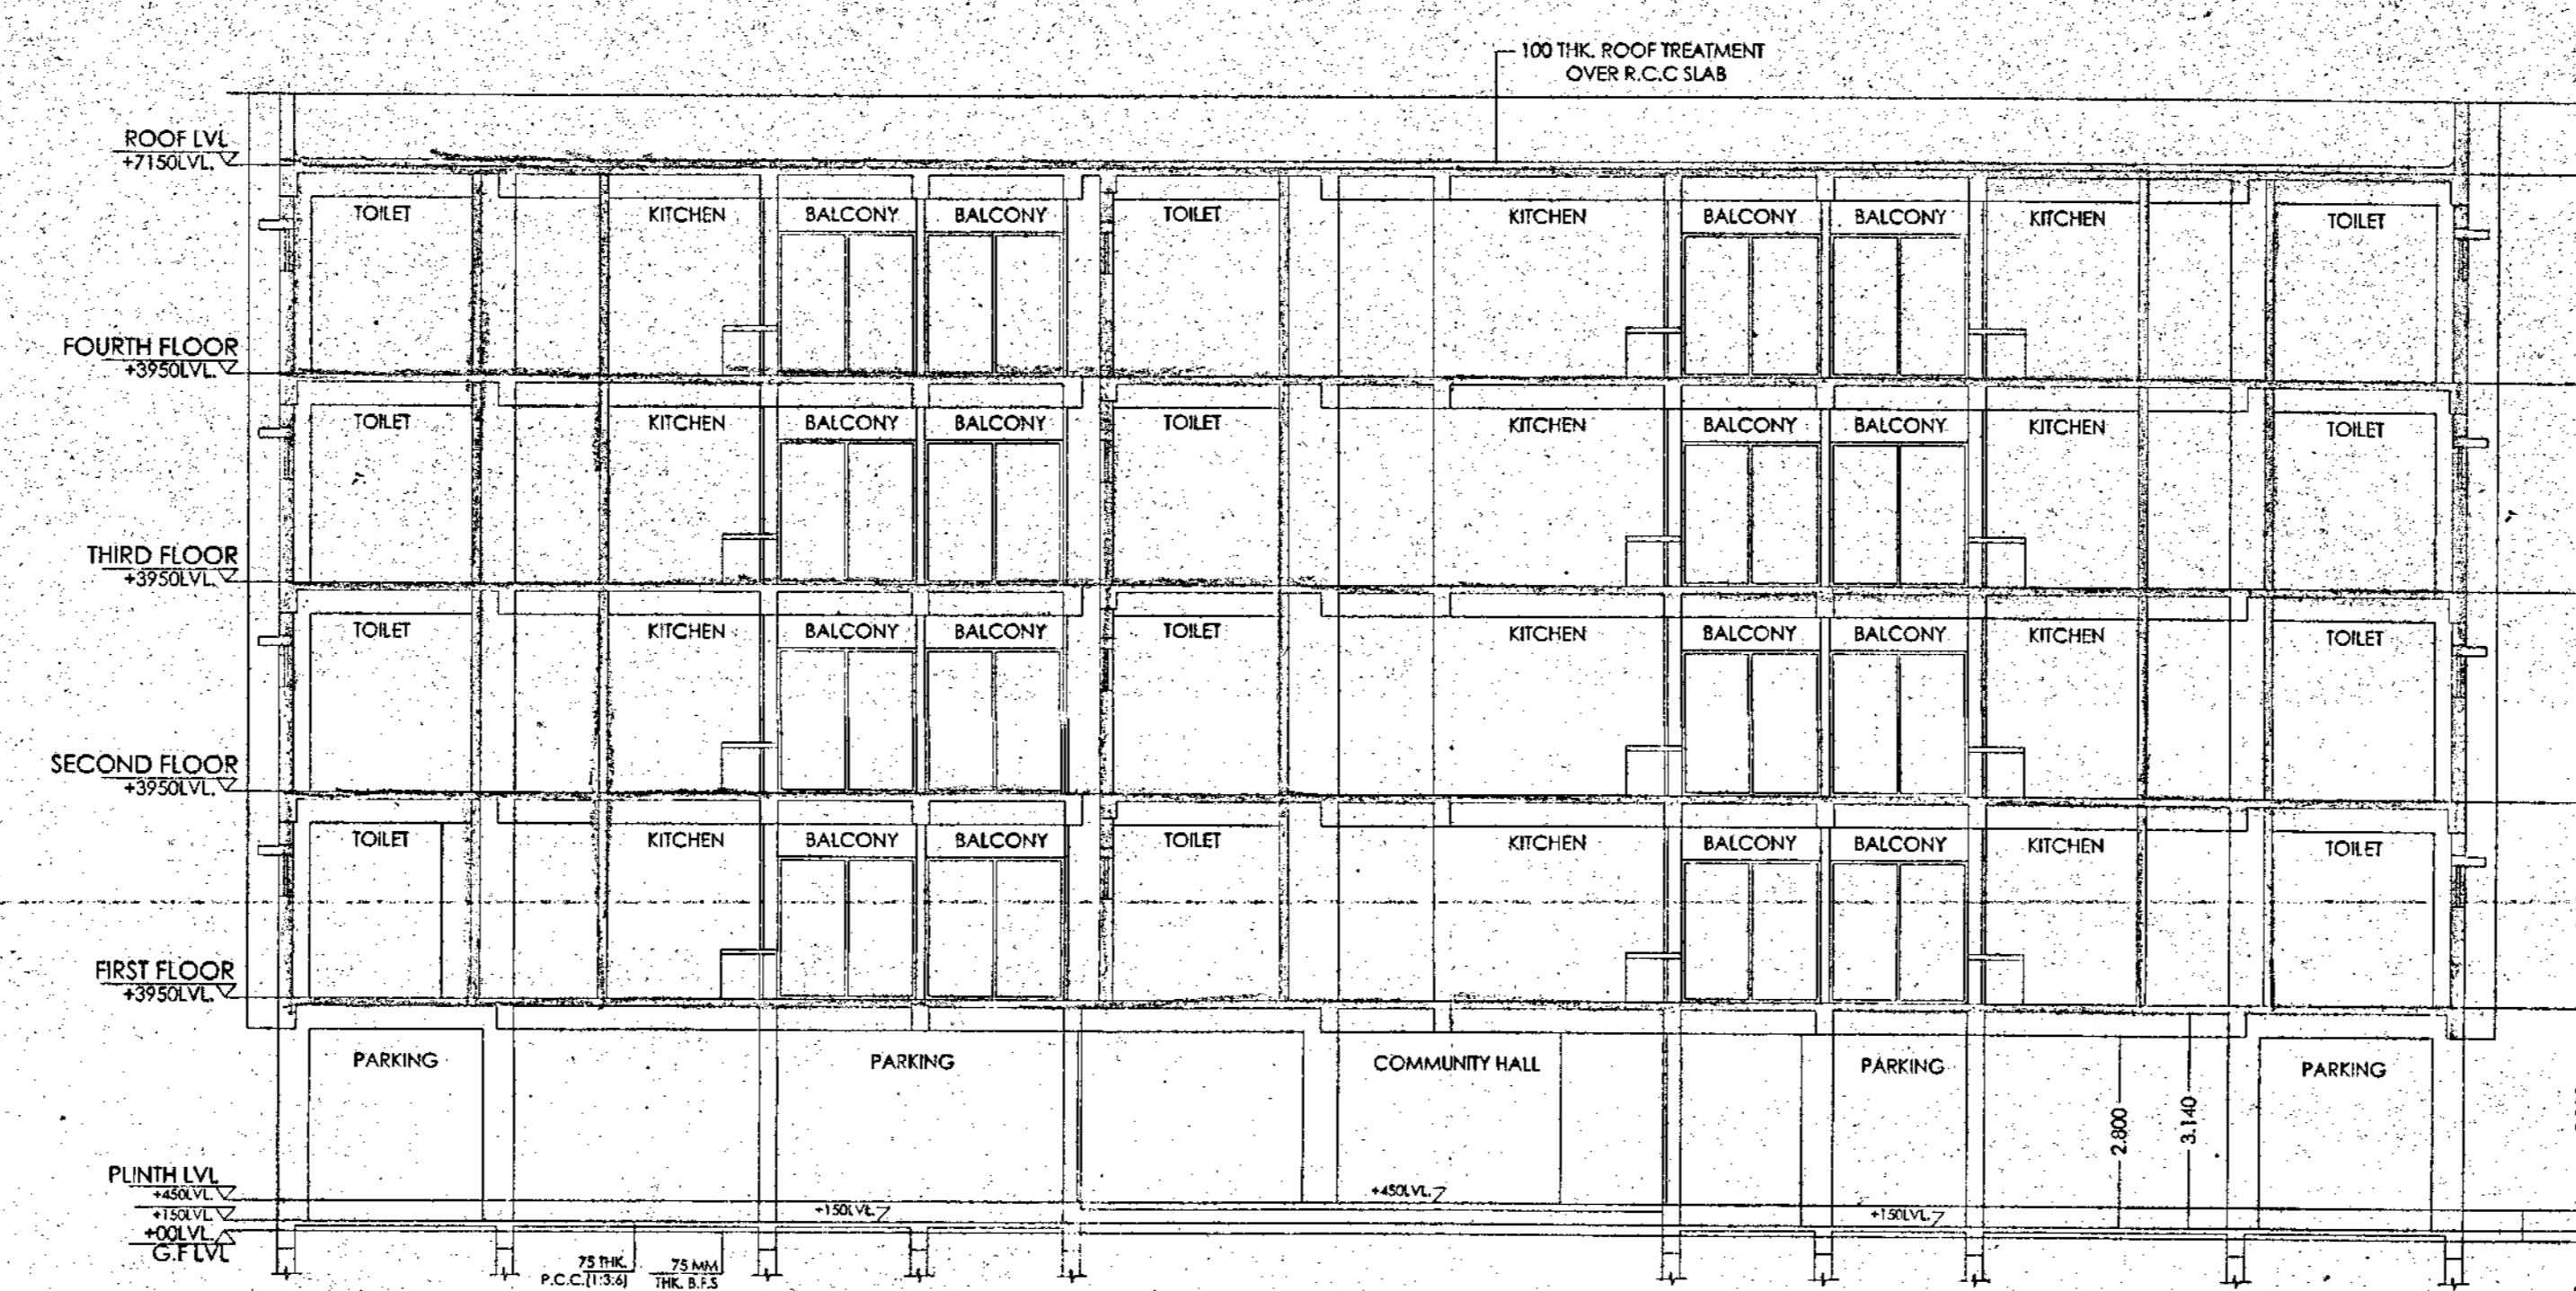 100 THK. ROOF TREATMENT
OVER R.C.C SLAB
ROOF LVL
+7150LVL.
TOILET KITCHEN BALCONY BALCONY TOILET KITCHEN BALCONY BALCONY KITCHEN TOILET
FOURTH FLOOR
+3950LVL.
TOILET KITCHEN BALCONY BALCONY TOILET KITCHEN BALCONY BALCONY KITCHEN TOILET
THIRD FLOOR
+3950LVL.
TOILET KITCHEN BALCONY BALCONY TOILET KITCHEN BALCONY BALCONY KITCHEN TOILET
SECOND FLOOR
+3950LVL.
TOILET KITCHEN BALCONY BALCONY TOILET KITCHEN BALCONY BALCONY KITCHEN TOILET
FIRST FLOOR
+3950LVL.
PARKING PARKING COMMUNITY HALL PARKING PARKING
2.800
3.140
PLINTH LVL
+450LVL.
+450LVL.
+150LVL
+150LVL.
+150LVL.
+00LVL.
G.F LVL
75 THK.
P.C.C.(1:3:6)
75 MM
THK. B.F.S